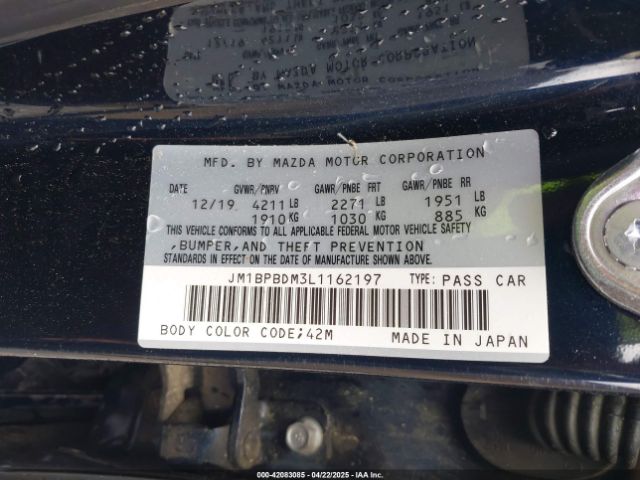 MFD. BY MAZDA MOTOR CORPORATION
DATE GVWR/PNRV GAWR/PNBE FRT GAWR/PNBE RR
12/19 4211 LB 2271 LB 1951 LB
1910 KG 1030 KG 885 KG
THIS VEHICLE CONFORMS TO ALL APPLICABLE FEDERAL MOTOR VEHICLE SAFETY
,BUMPER,AND THEFT PREVENTION
STANDARDS IN EFFECT ON THE DATE OF MANUFACTURE SHOWN ABOVE.
JM1BPBDM3L1162197 TYPE: PASS CAR
BODY COLOR CODE;42M MADE IN JAPAN
000-42083085 - 04/22/2025 - IAAI.COM